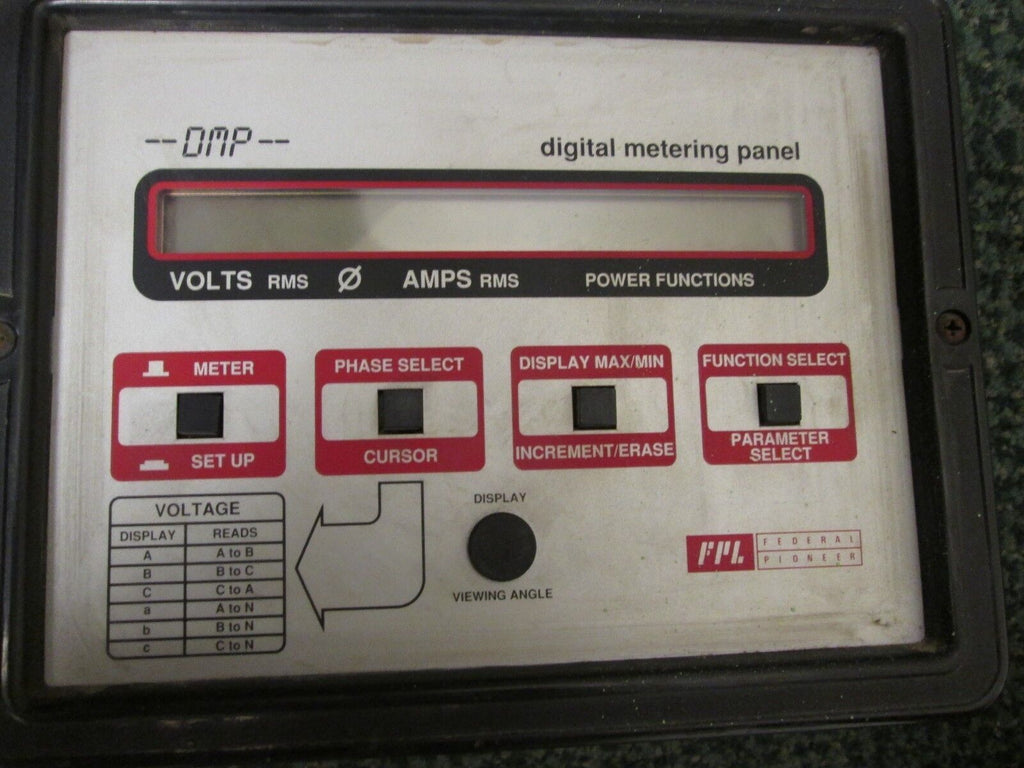 --DMP--
digital metering panel
VOLTS RMS Ø AMPS RMS POWER FUNCTIONS
METER
SET UP
PHASE SELECT
CURSOR
DISPLAY MAX/MIN
INCREMENT/ERASE
FUNCTION SELECT
PARAMETER
SELECT
VOLTAGE
DISPLAY READS
A A to B
B B to C
C C to A
a A to N
b B to N
c C to N
DISPLAY
VIEWING ANGLE
FPL FEDERAL
PIONEER